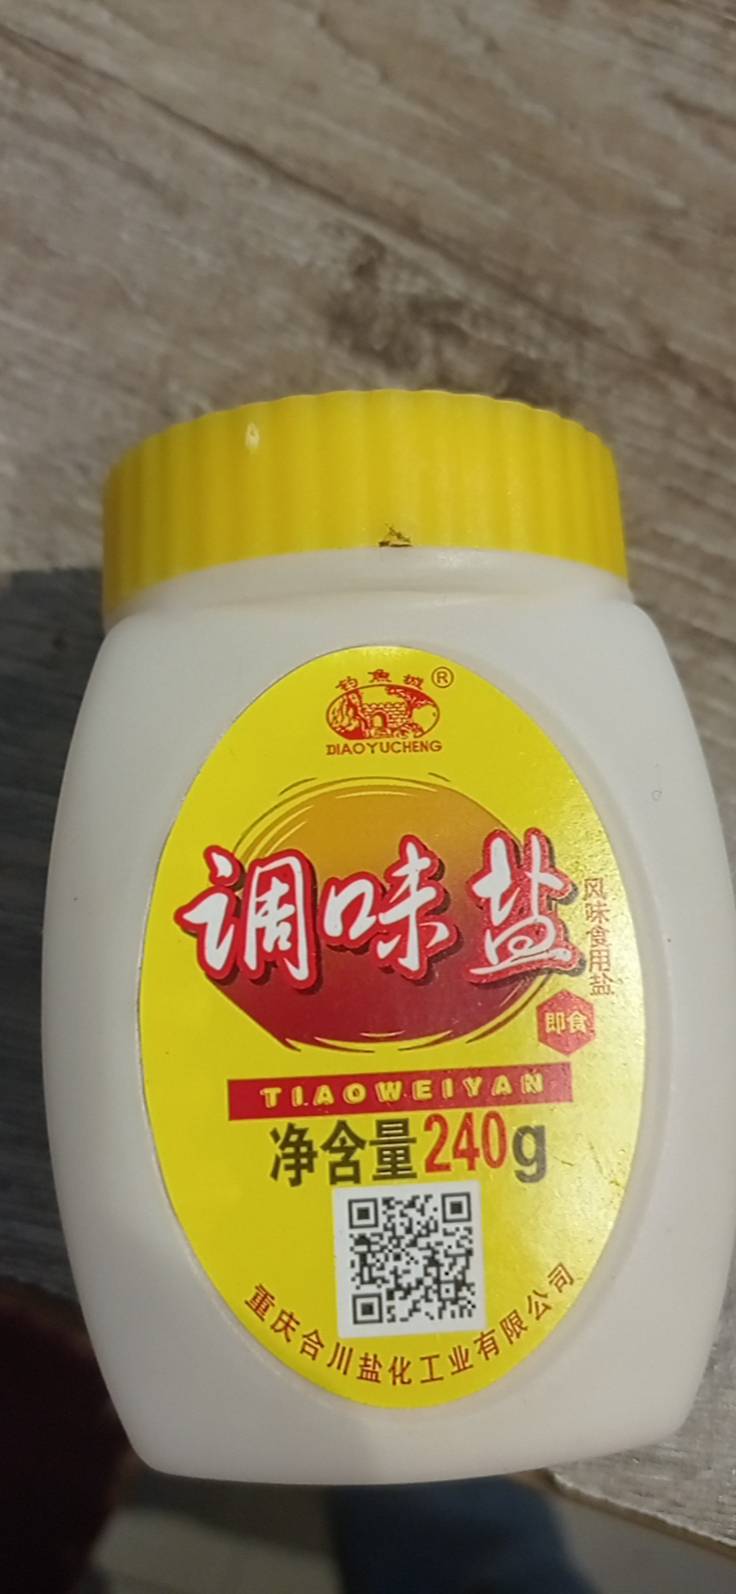 钓魚城®
DIAOYUCHENG
调味盐
风味食用盐
即食
TIAOWEIYAN
净含量240g
重庆合川盐化工业有限公司